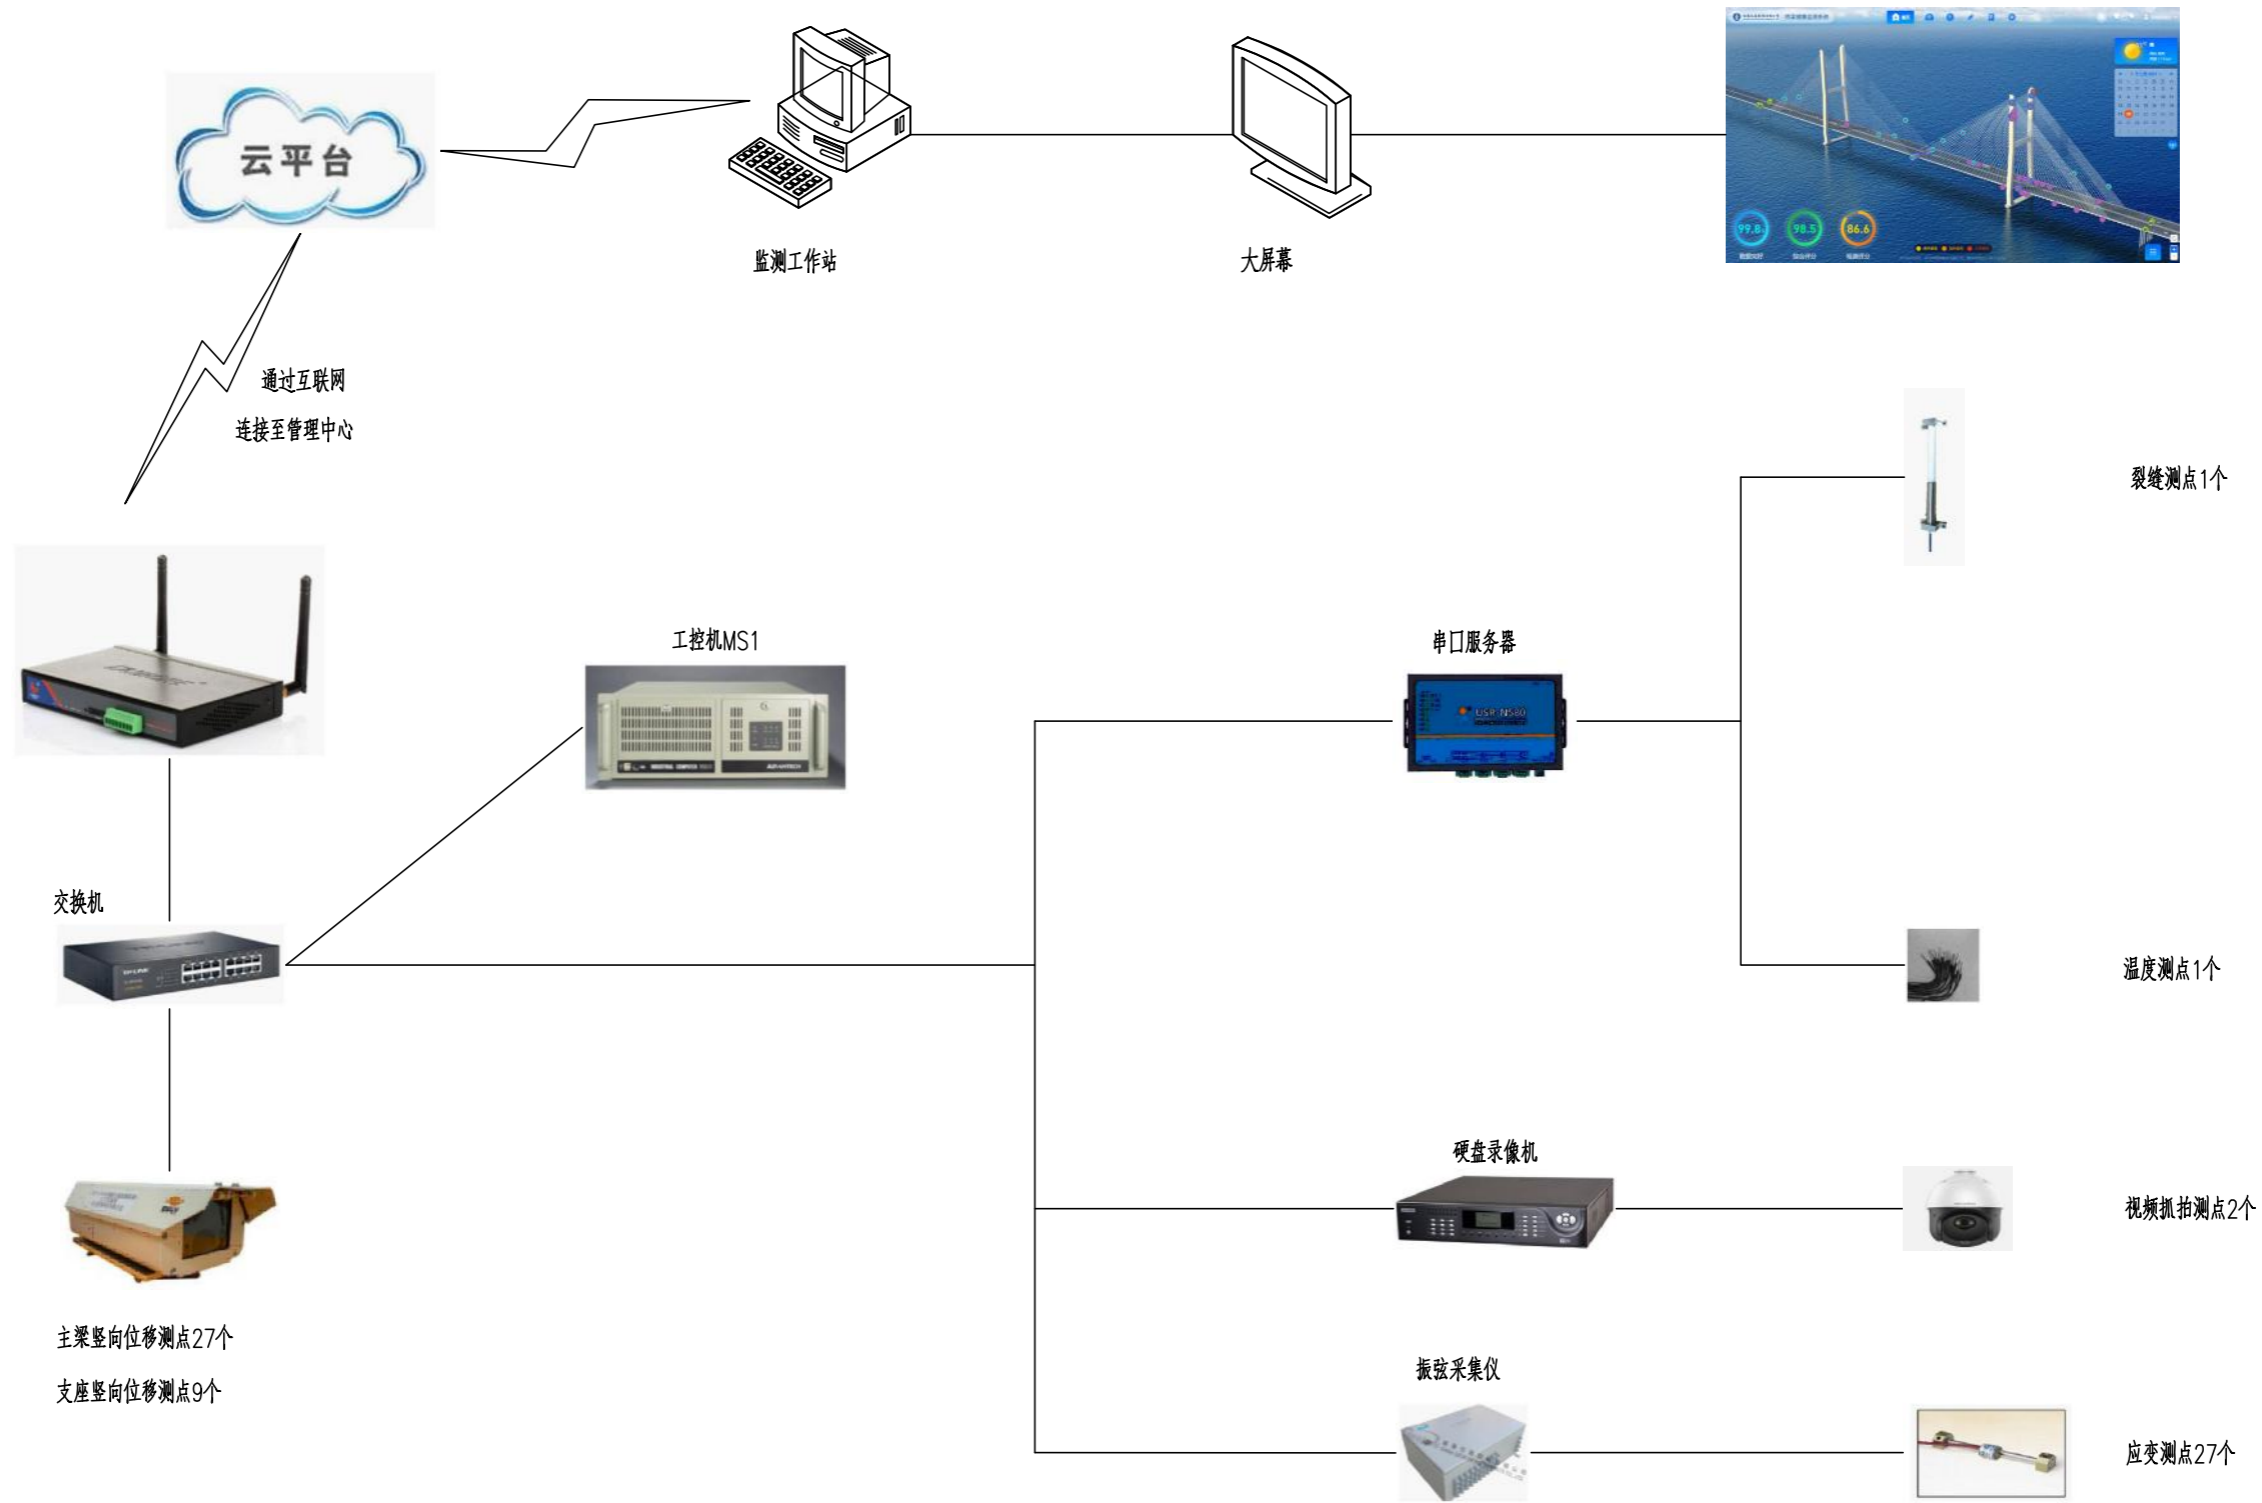 云平台
监测工作站
大屏幕
99.8
98.5
86.6
通过互联网
连接至管理中心
裂缝测点1个
工控机MS1
串口服务器
USR-N580
交换机
TP-LINK
温度测点1个
硬盘录像机
视频抓拍测点2个
主梁竖向位移测点27个
支座竖向位移测点9个
振弦采集仪
应变测点27个